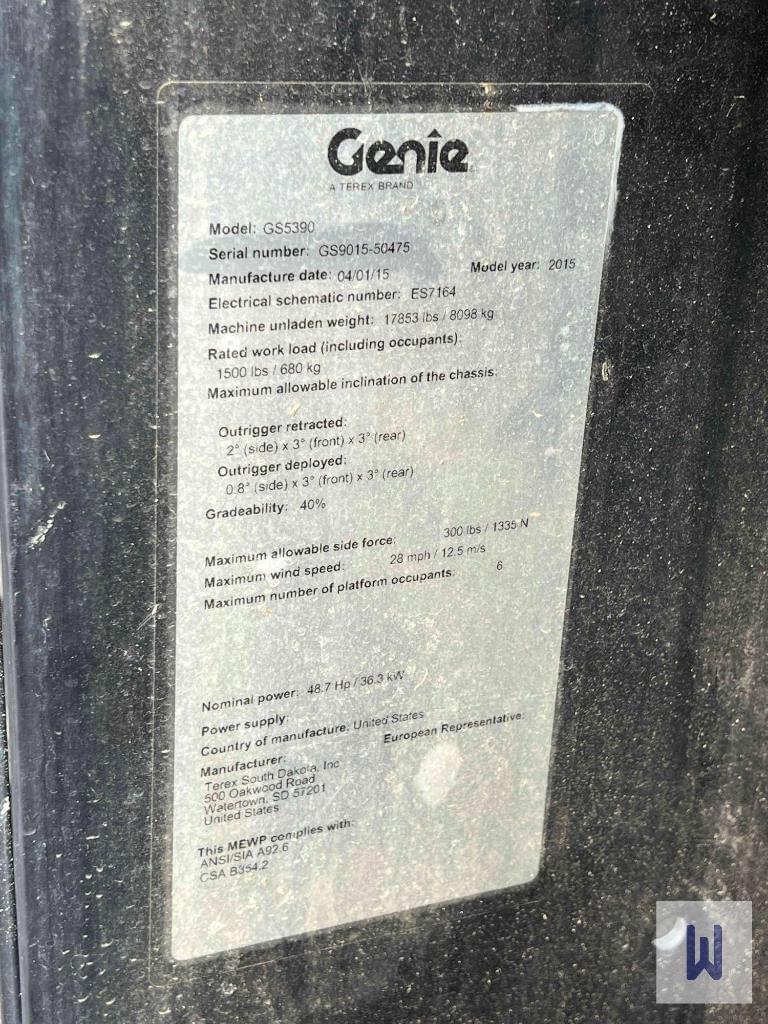 Genie
A TEREX BRAND
Model: GS5390
Serial number: GS9015-50475
Manufacture date: 04/01/15 Model year: 2015
Electrical schematic number: ES7164
Machine unladen weight: 17853 lbs / 8098 kg
Rated work load (including occupants):
1500 lbs / 680 kg
Maximum allowable inclination of the chassis:
Outrigger retracted:
2° (side) x 3° (front) x 3° (rear)
Outrigger deployed:
0.8° (side) x 3° (front) x 3° (rear)
Gradeability: 40%
Maximum allowable side force: 300 lbs / 1335 N
Maximum wind speed: 28 mph / 12.5 m/s
Maximum number of platform occupants: 6
Nominal power: 48.7 Hp / 36.3 kW
Power supply:
Country of manufacture: United States
Manufacturer: European Representative:
Terex South Dakota, Inc
500 Oakwood Road
Watertown, SD 57201
United States
This MEWP complies with:
ANSI/SIA A92.6
CSA B354.2
W